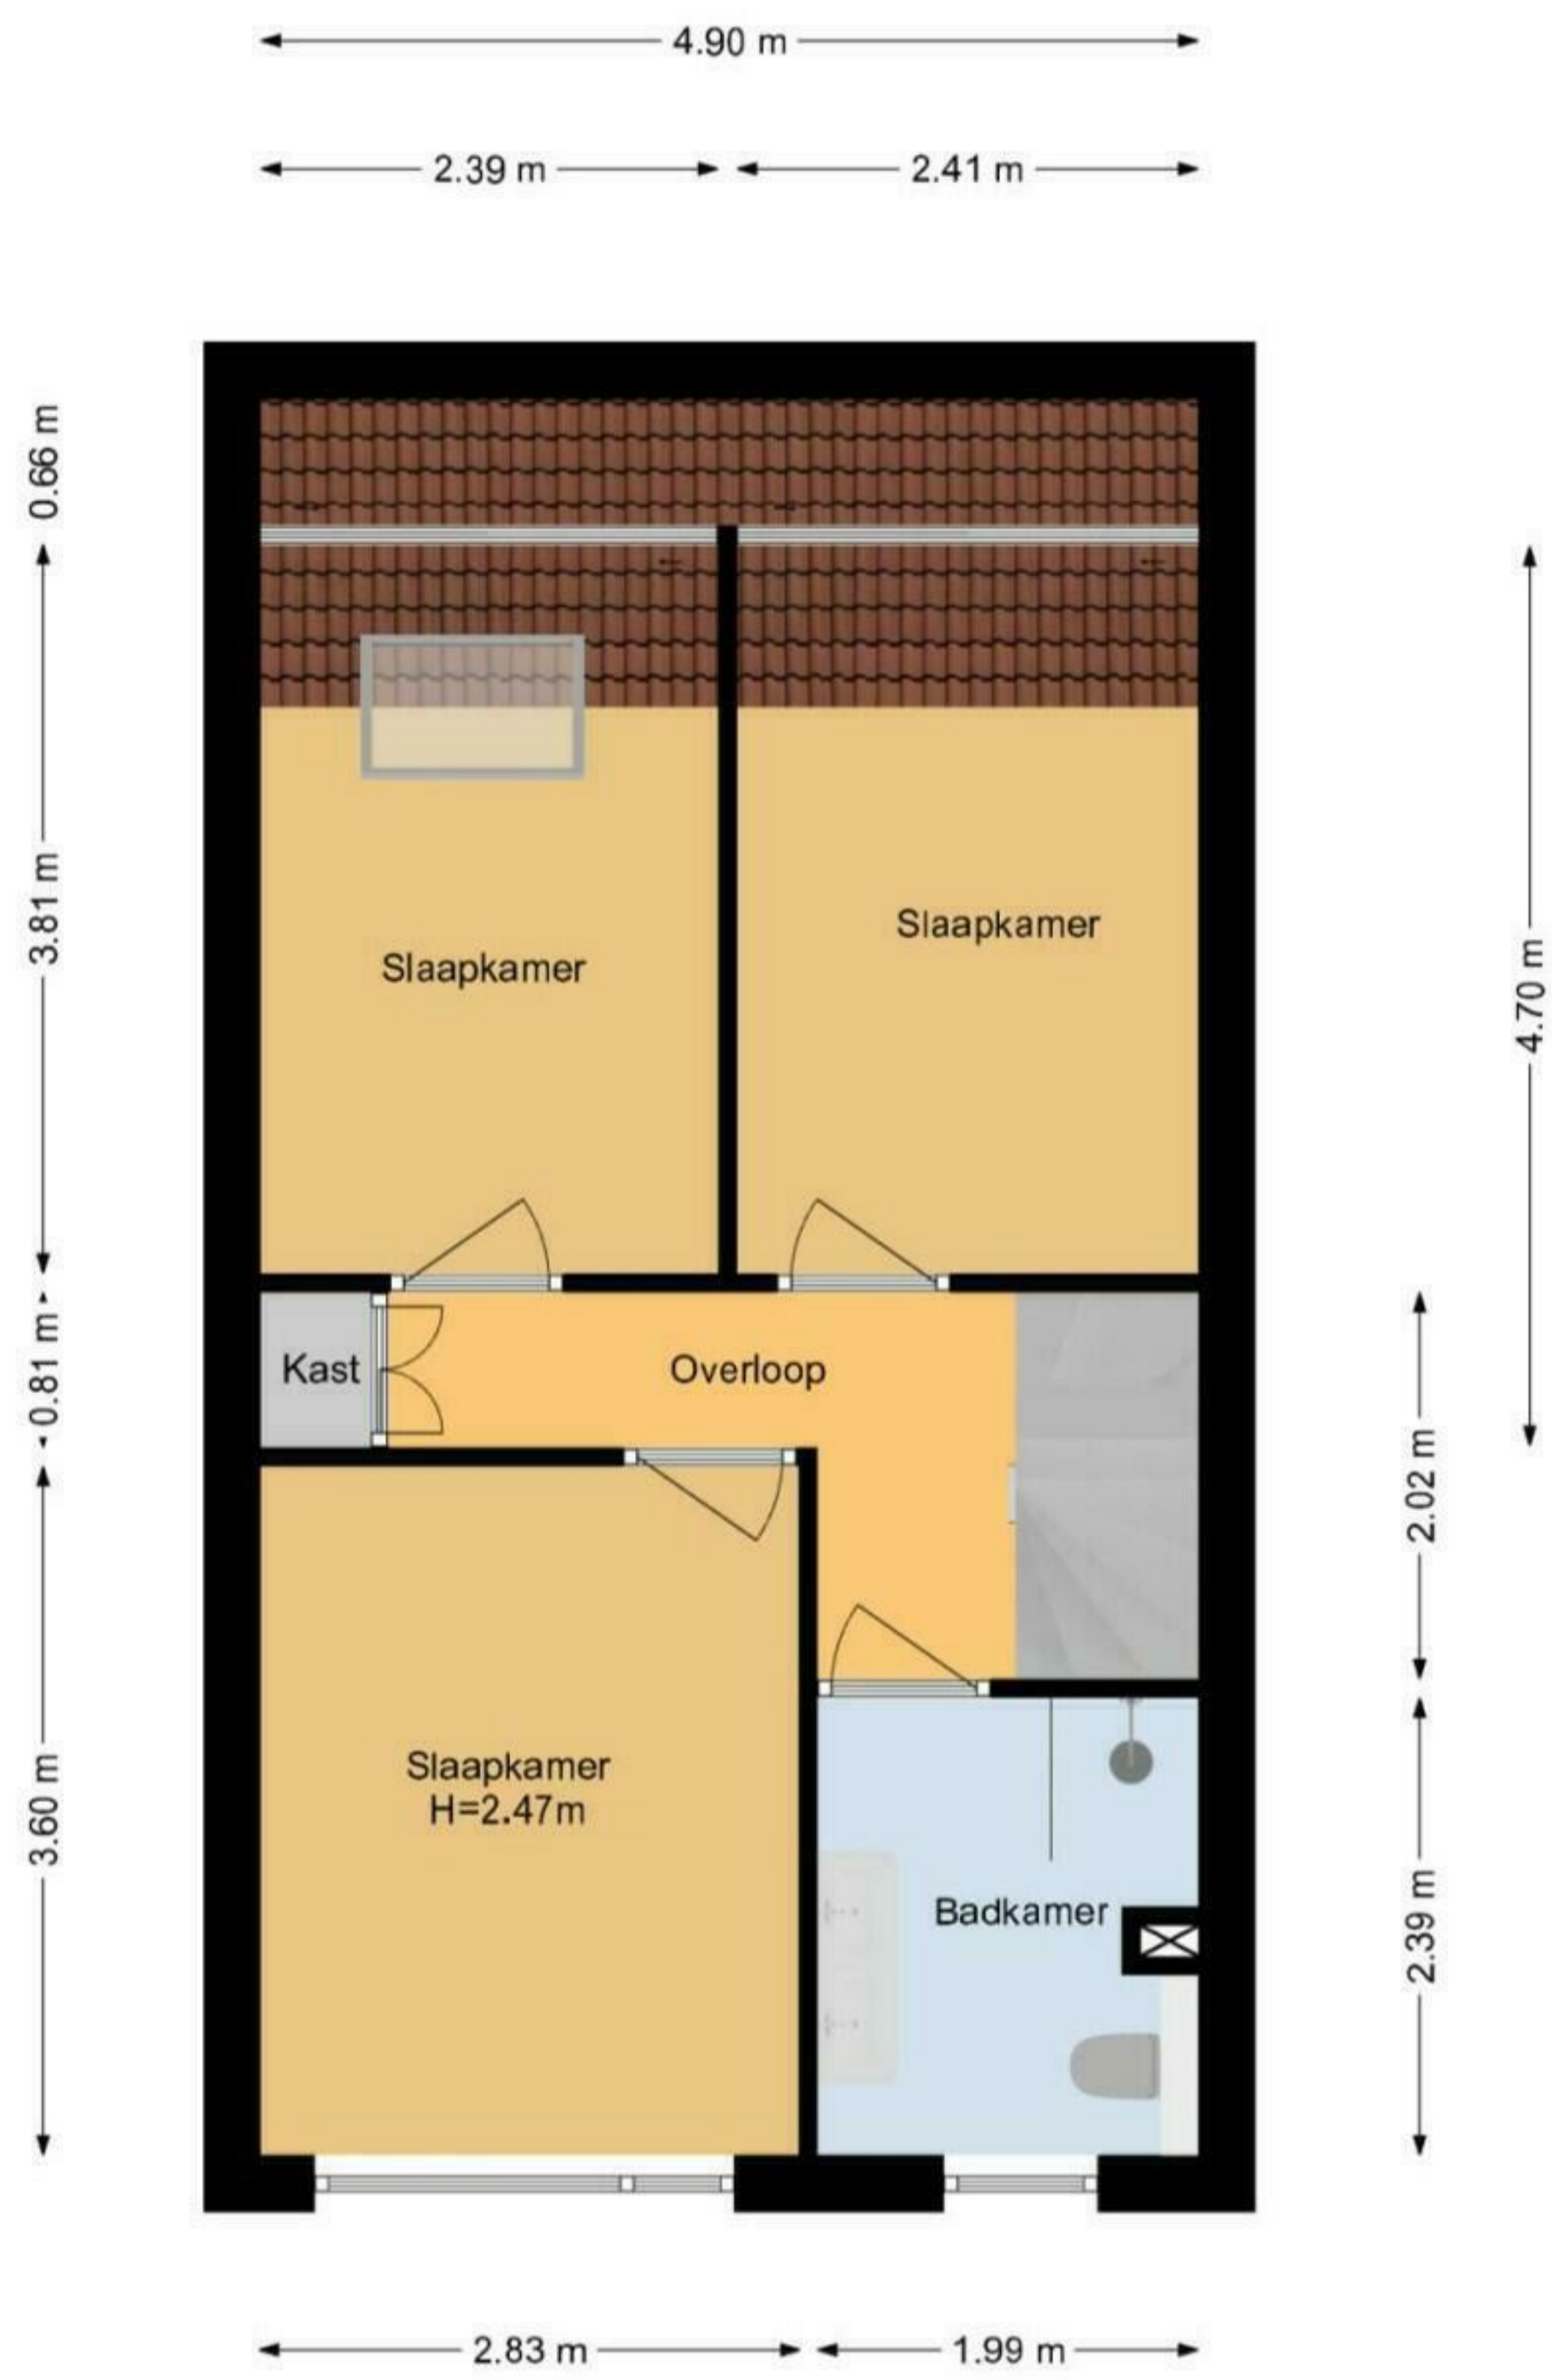 4.90 m
2.39 m
2.41 m
0.66 m
3.81 m
Slaapkamer
Slaapkamer
4.70 m
0.81 m
Kast
Overloop
2.02 m
3.60 m
Slaapkamer
H=2.47m
Badkamer
2.39 m
2.83 m
1.99 m